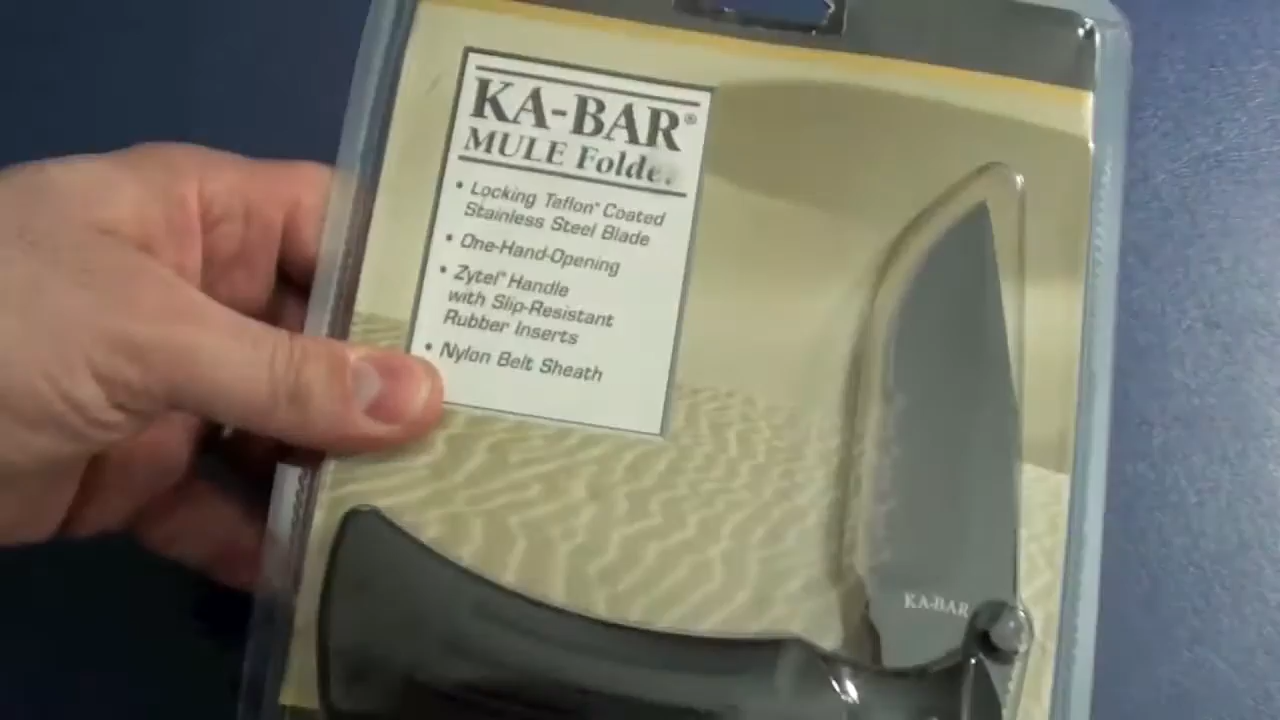 KA-BAR®
MULE Folder
• Locking Teflon® Coated
Stainless Steel Blade
• One-Hand-Opening
• Zytel® Handle
with Slip-Resistant
Rubber Inserts
• Nylon Belt Sheath
KA-BAR